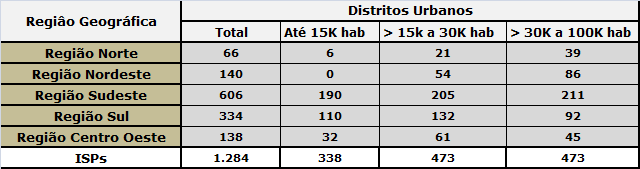 Regiâo Geográfica Distritos Urbanos
Total Até 15K hab > 15k a 30K hab > 30K a 100K hab
Região Norte 66 6 21 39
Região Nordeste 140 0 54 86
Região Sudeste 606 190 205 211
Região Sul 334 110 132 92
Região Centro Oeste 138 32 61 45
ISPs 1.284 338 473 473